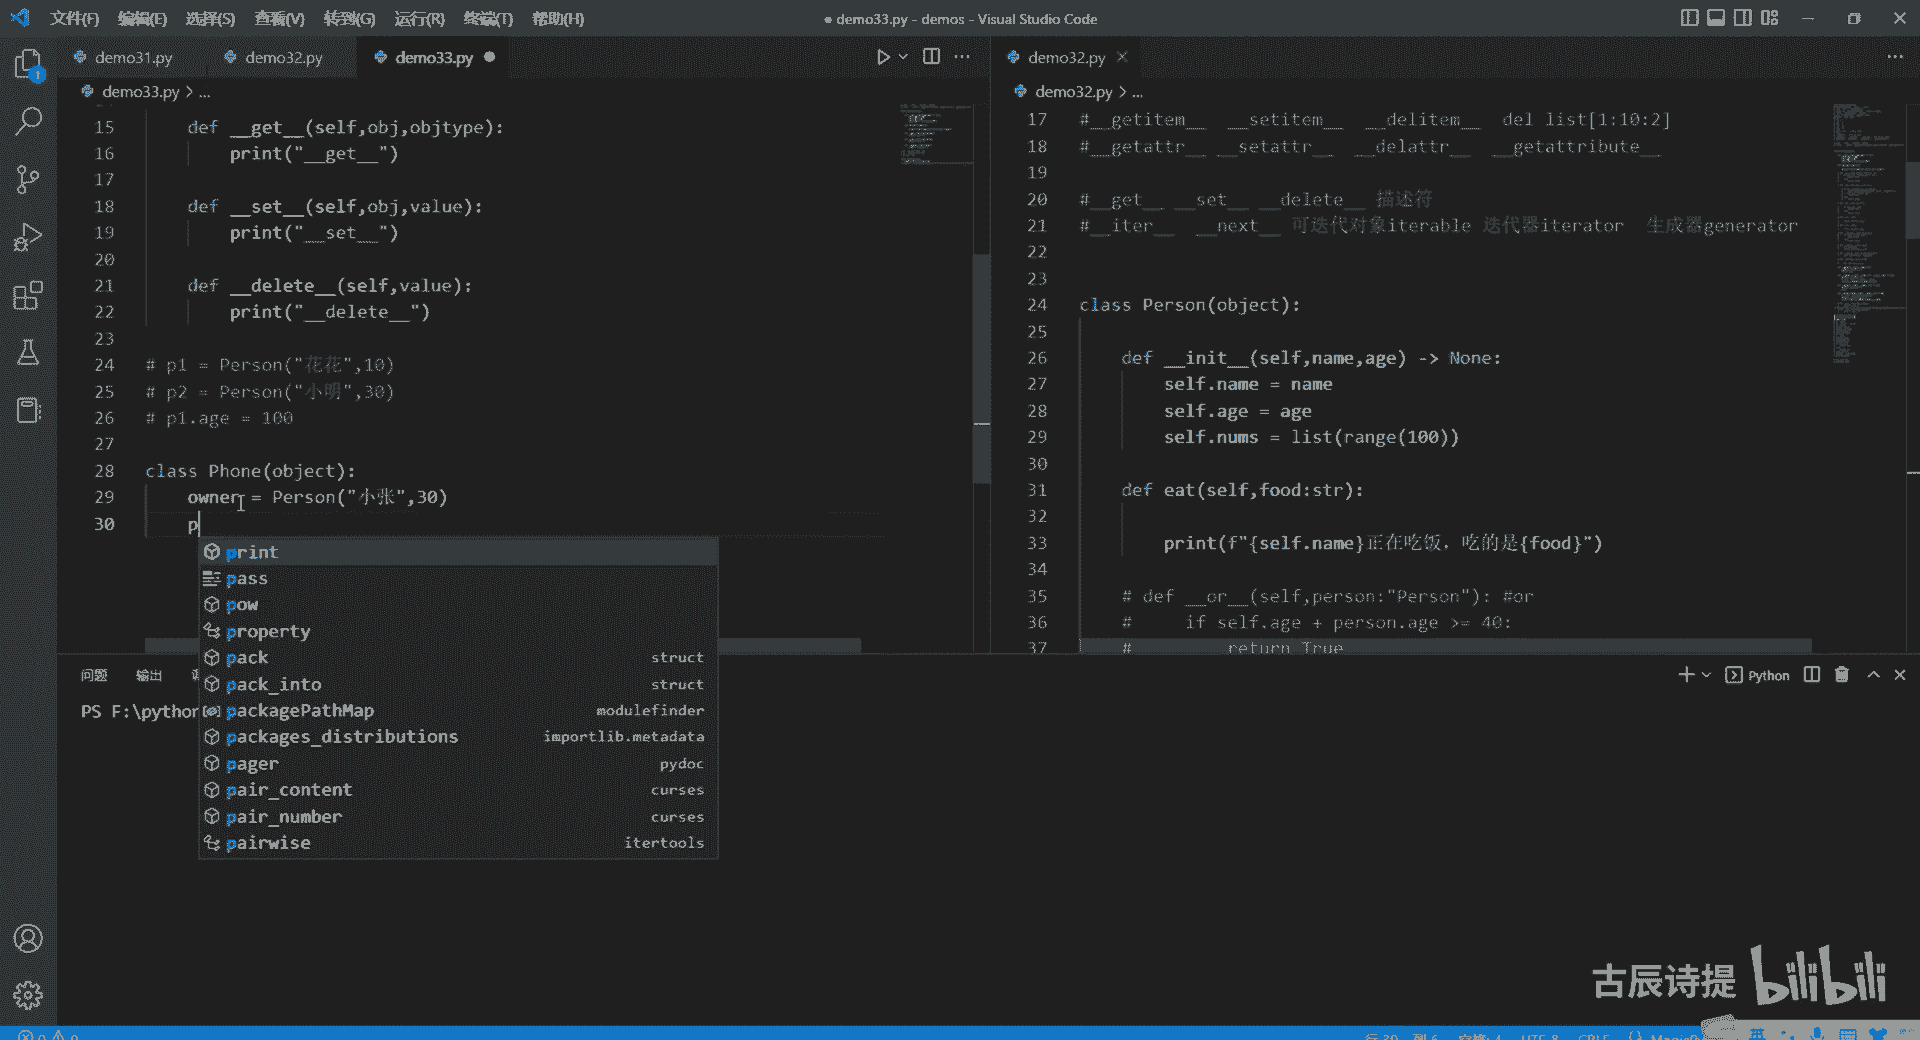 文件(F) 编辑(E) 选择(S) 查看(V) 转到(G) 运行(R) 终端(T) 帮助(H)
● demo33.py - demos - Visual Studio Code
demo31.py demo32.py demo33.py ●
demo33.py > ...
15 def __get__(self,obj,objtype):
16 print("__get__")
17
18 def __set__(self,obj,value):
19 print("__set__")
20
21 def __delete__(self,value):
22 print("__delete__")
23
24 # p1 = Person("花花",10)
25 # p2 = Person("小明",30)
26 # p1.age = 100
27
28 class Phone(object):
29 owner = Person("小张",30)
30 p
print
pass
pow
property
pack struct
pack_into struct
packagePathMap modulefinder
packages_distributions importlib.metadata
pager pydoc
pair_content curses
pair_number curses
pairwise itertools
demo32.py
demo32.py > ...
17 #__getitem__ __setitem__ __delitem__ del list[1:10:2]
18 #__getattr__ __setattr__ __delattr__ __getattribute__
19
20 #__get__ __set__ __delete__ 描述符
21 #__iter__ __next__ 可迭代对象iterable 迭代器iterator 生成器generator
22
23
24 class Person(object):
25
26 def __init__(self,name,age) -> None:
27 self.name = name
28 self.age = age
29 self.nums = list(range(100))
30
31 def eat(self,food:str):
32
33 print(f"{self.name}正在吃饭，吃的是{food}")
34
35 # def __or__(self,person:"Person"): #or
36 # if self.age + person.age >= 40:
37 # return True
问题 输出
Python
PS F:\python
古辰诗提 bilibili